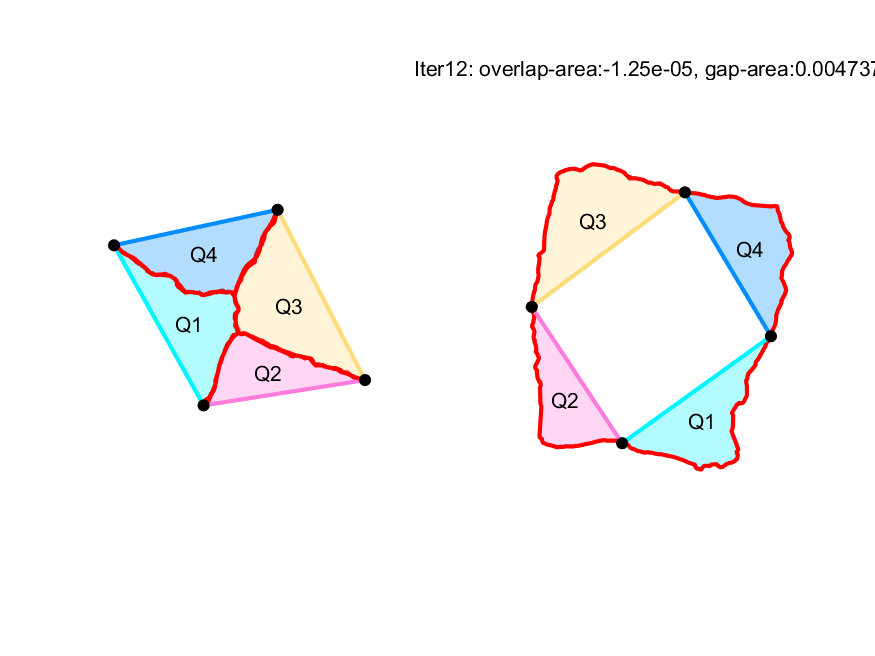 Iter12: overlap-area:-1.25e-05, gap-area:0.004737
Q3
Q4
Q4
Q3
Q1
Q2
Q2
Q1